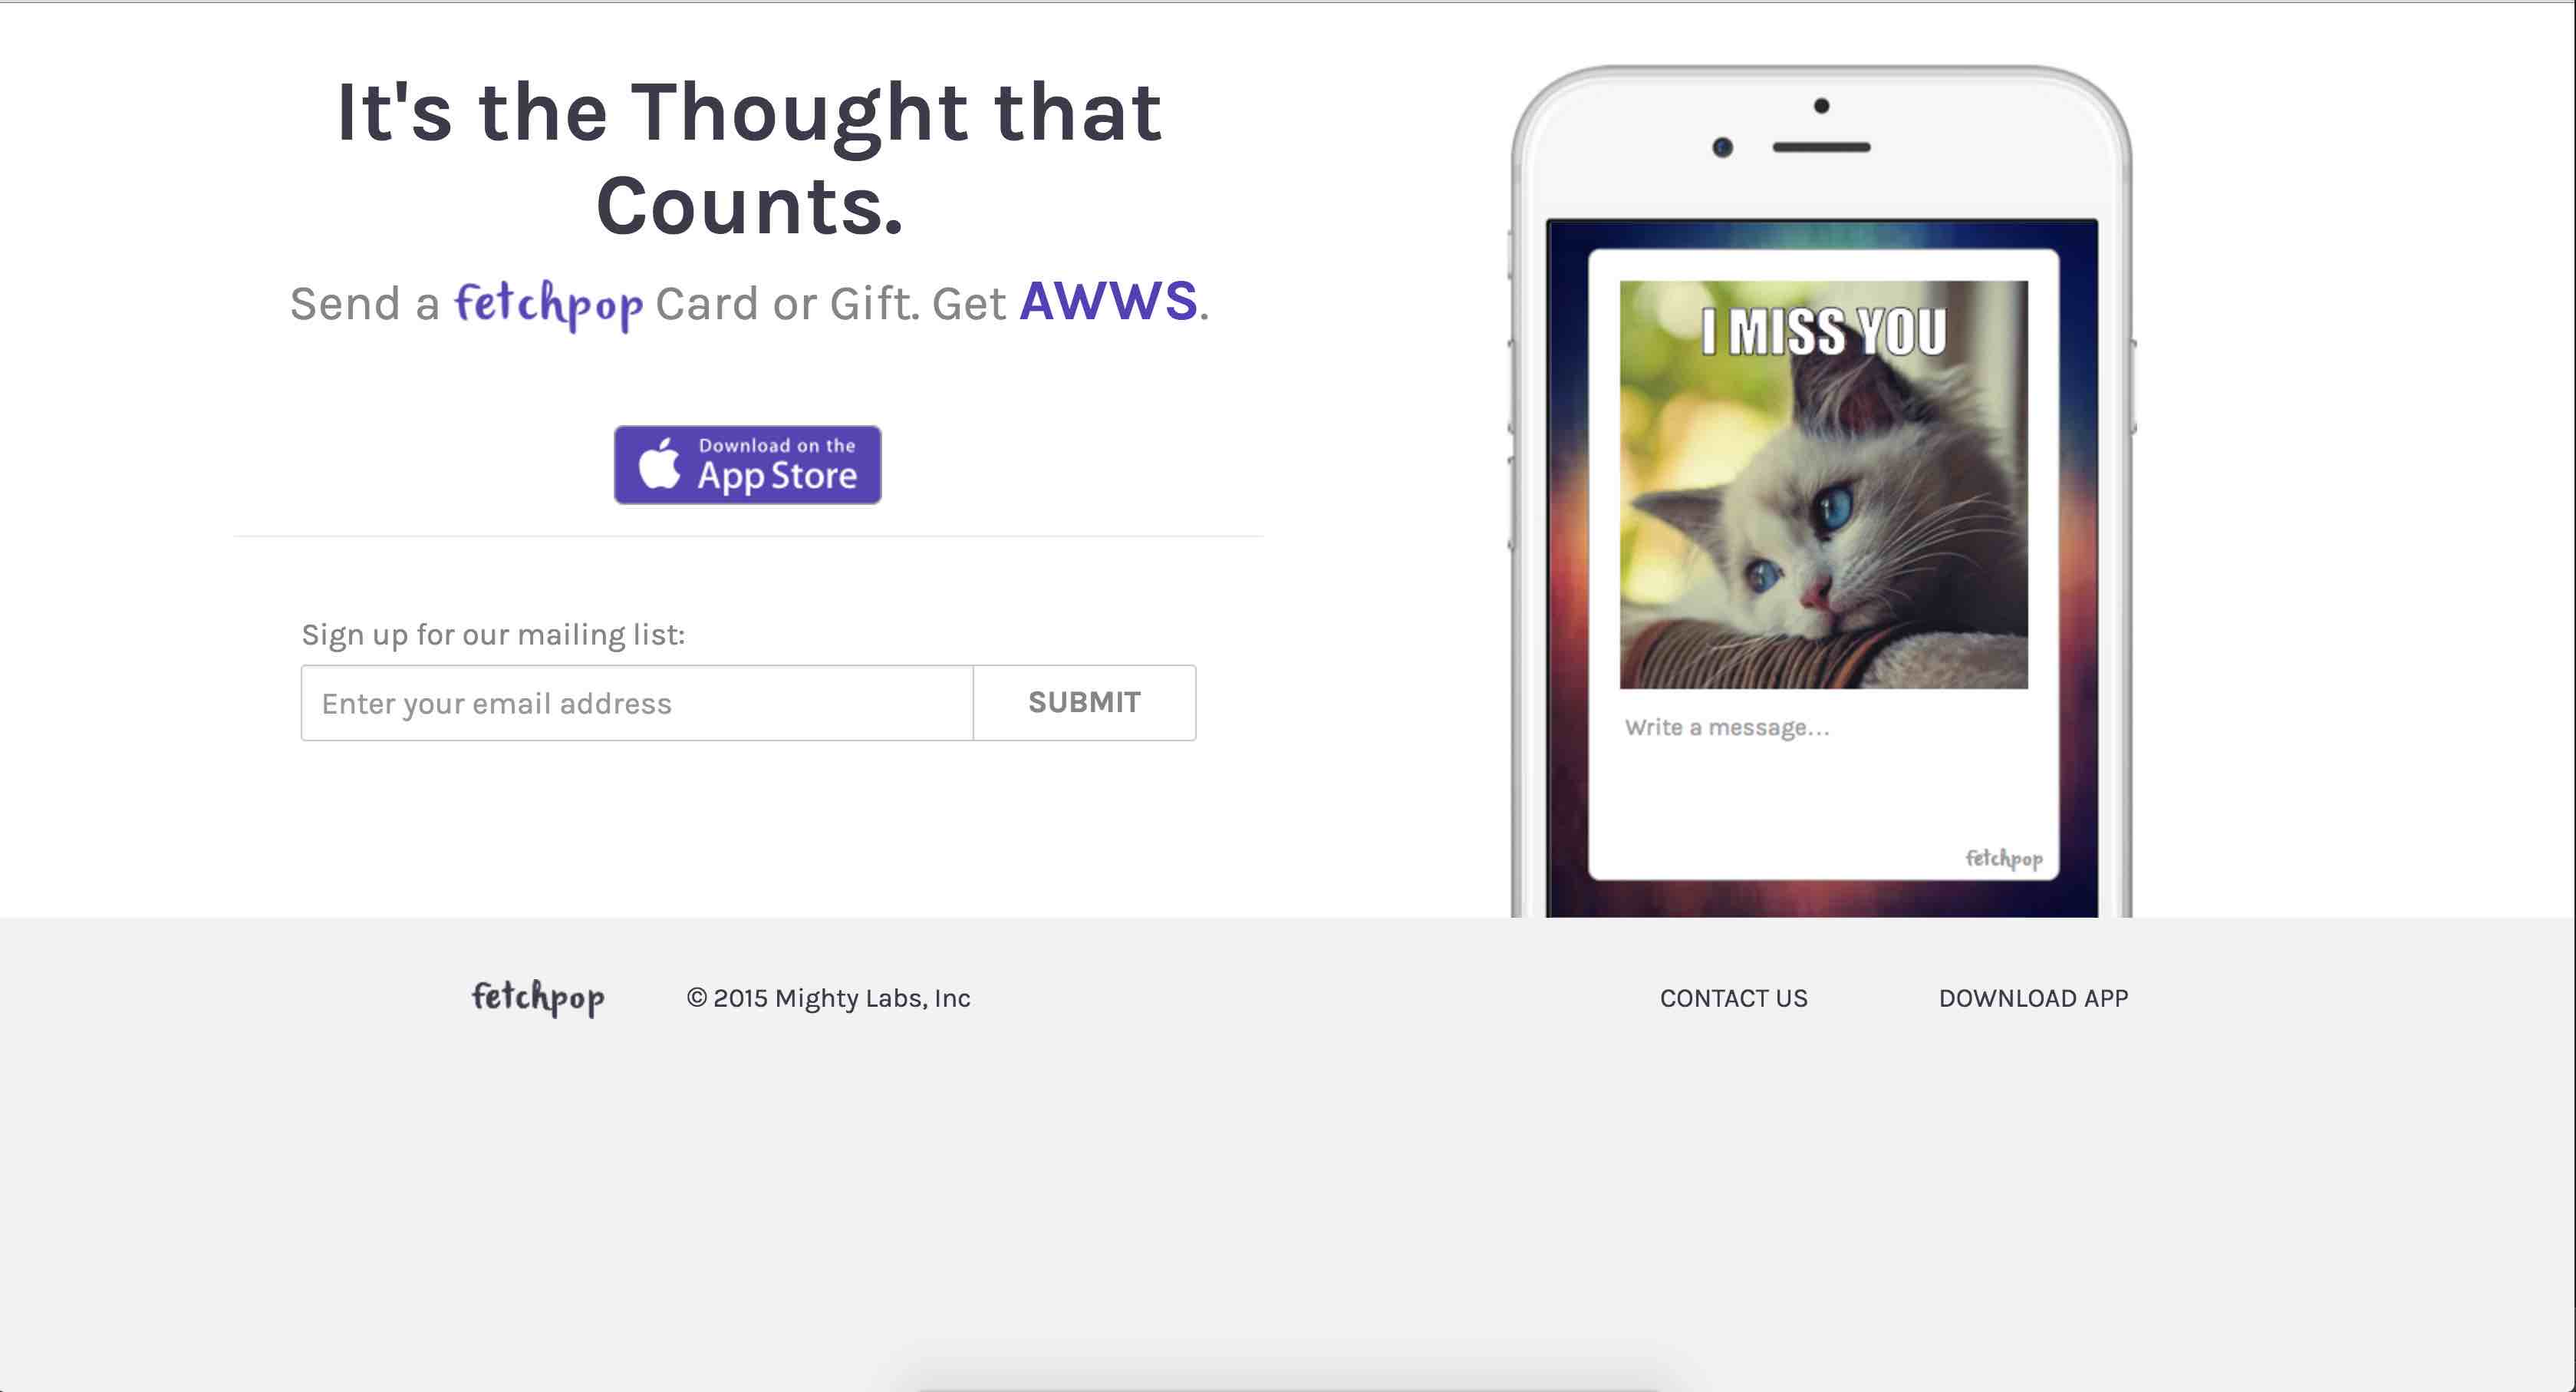 It's the Thought that
Counts.
Send a fetchpop Card or Gift. Get AWWS.
Download on the
App Store
Sign up for our mailing list:
Enter your email address
SUBMIT
I MISS YOU
Write a message...
fetchpop
fetchpop
© 2015 Mighty Labs, Inc
CONTACT US
DOWNLOAD APP